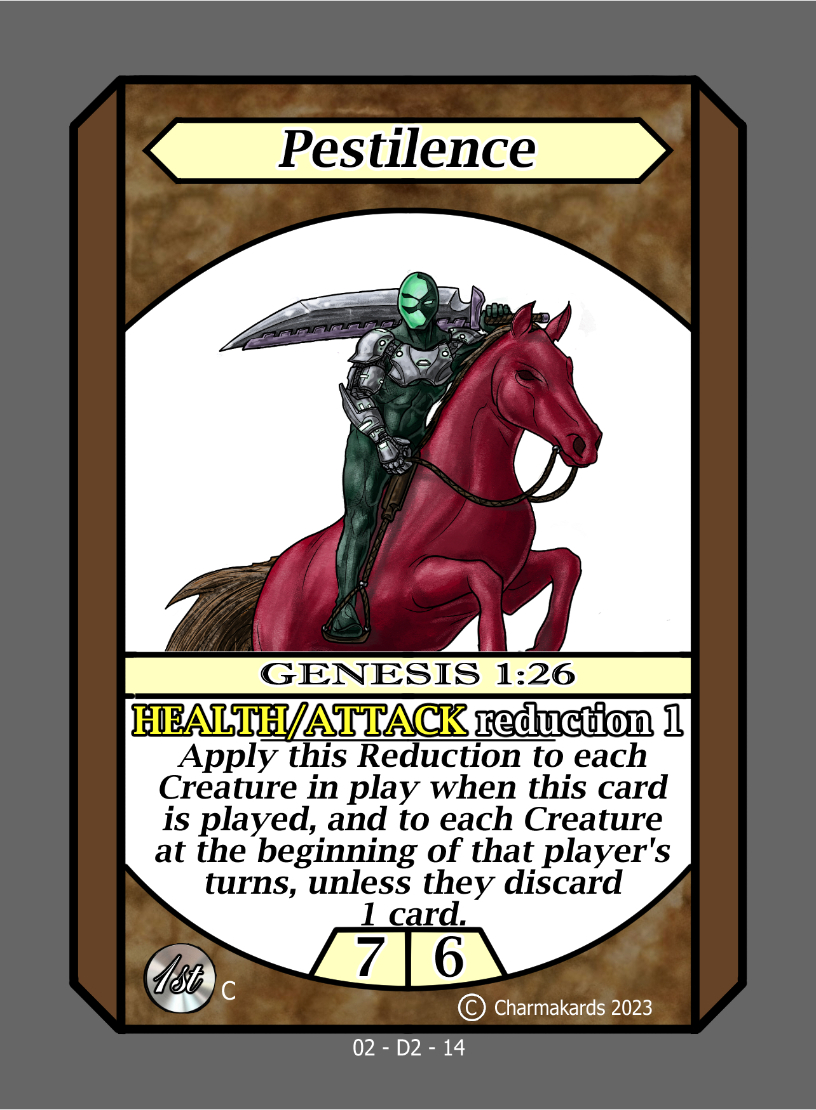 Pestilence
GENESIS 1:26
HEALTH/ATTACK reduction 1
Apply this Reduction to each
Creature in play when this card
is played, and to each Creature
at the beginning of that player's
turns, unless they discard
1 card.
7 6
1st C
© Charmakards 2023
02 - D2 - 14